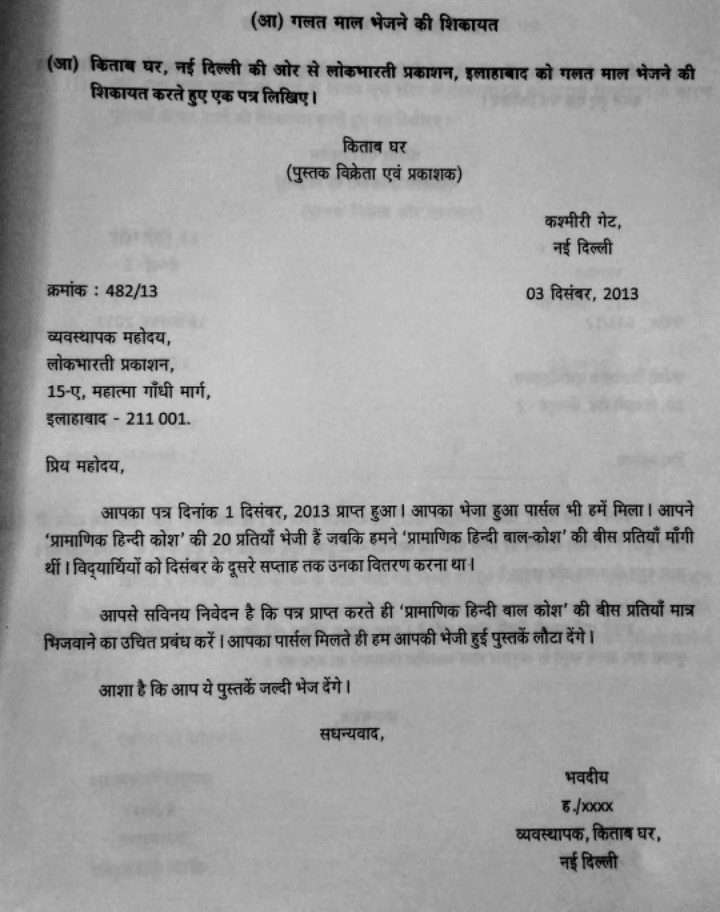 (आ) गलत माल भेजने की शिकायत
(आ) किताब घर, नई दिल्ली की ओर से लोकभारती प्रकाशन, इलाहाबाद को गलत माल भेजने की
शिकायत करते हुए एक पत्र लिखिए।
किताब घर
(पुस्तक विक्रेता एवं प्रकाशक)
कश्मीरी गेट,
नई दिल्ली
क्रमांक : 482/13
03 दिसंबर, 2013
व्यवस्थापक महोदय,
लोकभारती प्रकाशन,
15-ए, महात्मा गाँधी मार्ग,
इलाहाबाद - 211 001.
प्रिय महोदय,
आपका पत्र दिनांक 1 दिसंबर, 2013 प्राप्त हुआ। आपका भेजा हुआ पार्सल भी हमें मिला। आपने
‘प्रामाणिक हिन्दी कोश’ की 20 प्रतियाँ भेजी हैं जबकि हमने ‘प्रामाणिक हिन्दी बाल-कोश’ की बीस प्रतियाँ माँगी
थीं। विद्यार्थियों को दिसंबर के दूसरे सप्ताह तक उनका वितरण करना था।
आपसे सविनय निवेदन है कि पत्र प्राप्त करते ही ‘प्रामाणिक हिन्दी बाल कोश’ की बीस प्रतियाँ मात्र
भिजवाने का उचित प्रबंध करें। आपका पार्सल मिलते ही हम आपकी भेजी हुई पुस्तकें लौटा देंगे।
आशा है कि आप ये पुस्तकें जल्दी भेज देंगे।
सधन्यवाद,
भवदीय
ह./xxxx
व्यवस्थापक, किताब घर,
नई दिल्ली